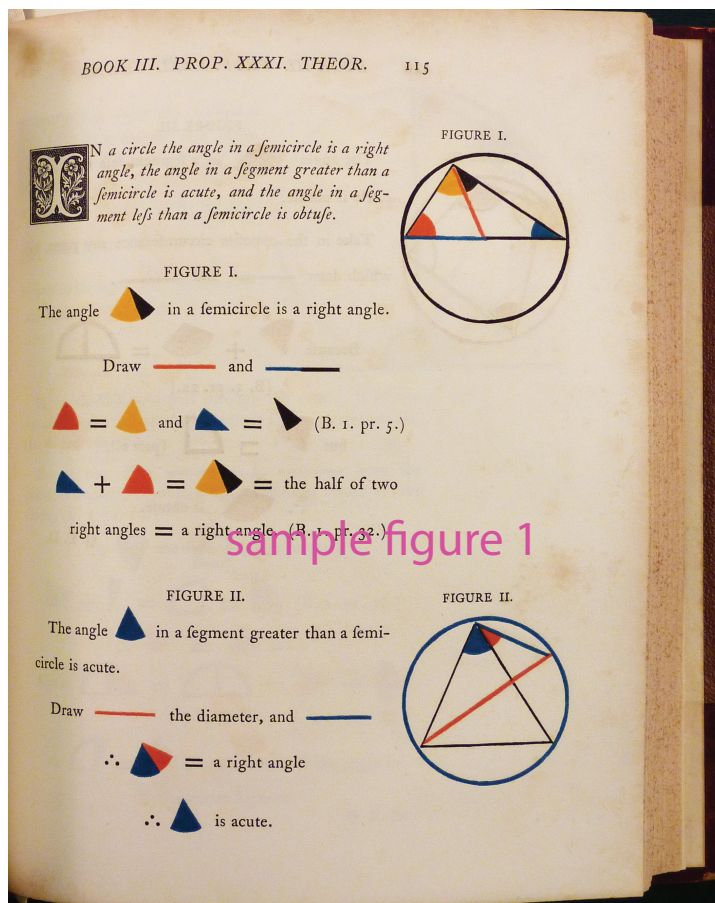 BOOK III. PROP. XXXI. THEOR. 115
IN a circle the angle in a ſemicircle is a right
angle, the angle in a ſegment greater than a
ſemicircle is acute, and the angle in a ſeg-
ment leſs than a ſemicircle is obtuſe.
FIGURE I.
FIGURE I.
The angle in a ſemicircle is a right angle.
Draw and
= and = (B. 1. pr. 5.)
+ = = the half of two
right angles = a right angle. (B. 1. pr. 32.)
sample figure 1
FIGURE II.
FIGURE II.
The angle in a ſegment greater than a ſemi-
circle is acute.
Draw the diameter, and
∴ = a right angle
∴ is acute.